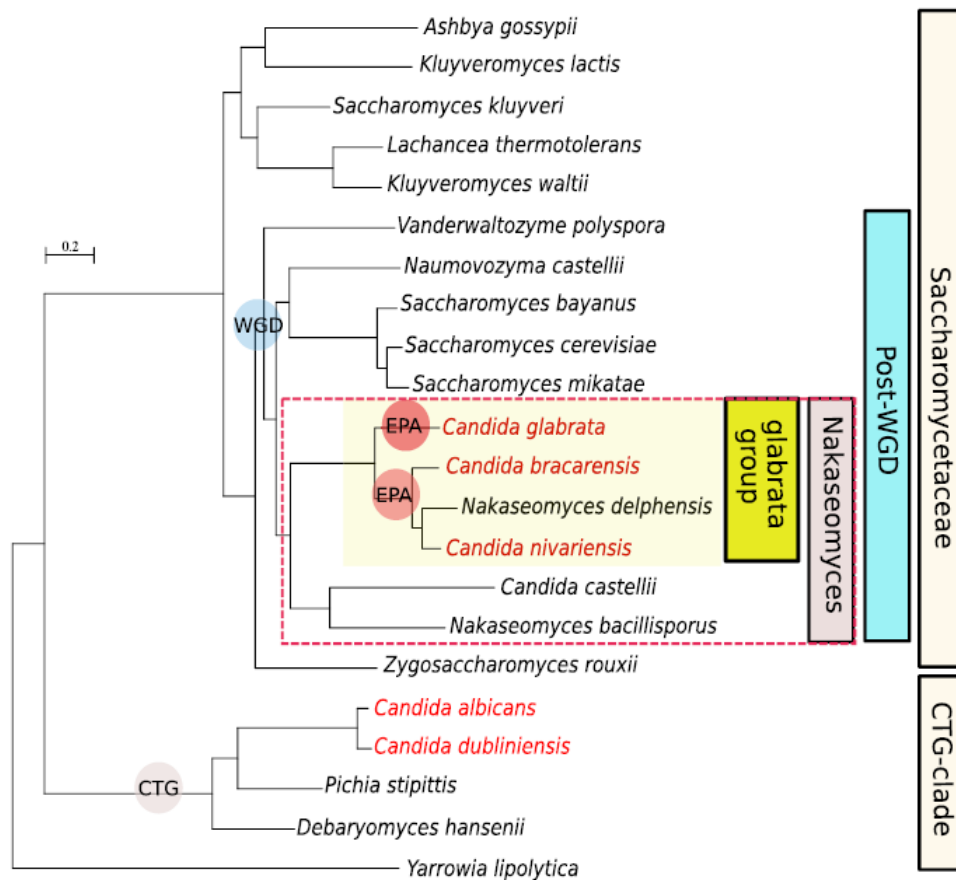 Ashbya gossypii
Kluyveromyces lactis
Saccharomyces kluyveri
Lachancea thermotolerans
Kluyveromyces waltii
Vanderwaltozyme polyspora
0.2
Naumovozyma castellii
Saccharomyces bayanus
WGD
Saccharomyces cerevisiae
Saccharomyces mikatae
EPA
Candida glabrata
Candida bracarensis
EPA
Nakaseomyces delphensis
Candida nivariensis
Candida castellii
Nakaseomyces bacillisporus
Zygosaccharomyces rouxii
Candida albicans
Candida dubliniensis
CTG
Pichia stipittis
Debaryomyces hansenii
Yarrowia lipolytica
glabrata
group
Nakaseomyces
Post-WGD
Saccharomycetaceae
CTG-clade